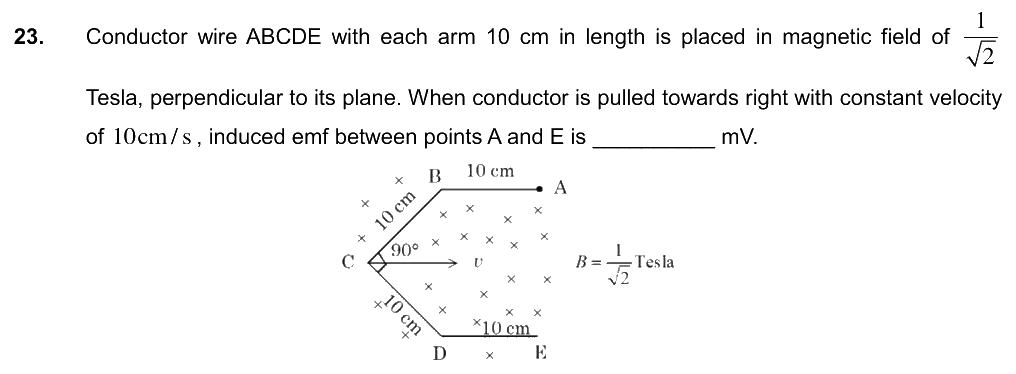 23. Conductor wire ABCDE with each arm 10 cm in length is placed in magnetic field of 1/√2
Tesla, perpendicular to its plane. When conductor is pulled towards right with constant velocity
of 10cm/s, induced emf between points A and E is __________ mV.
B 10 cm A
10 cm
C 90° υ B = 1/√2 Tesla
10 cm 10 cm
D E